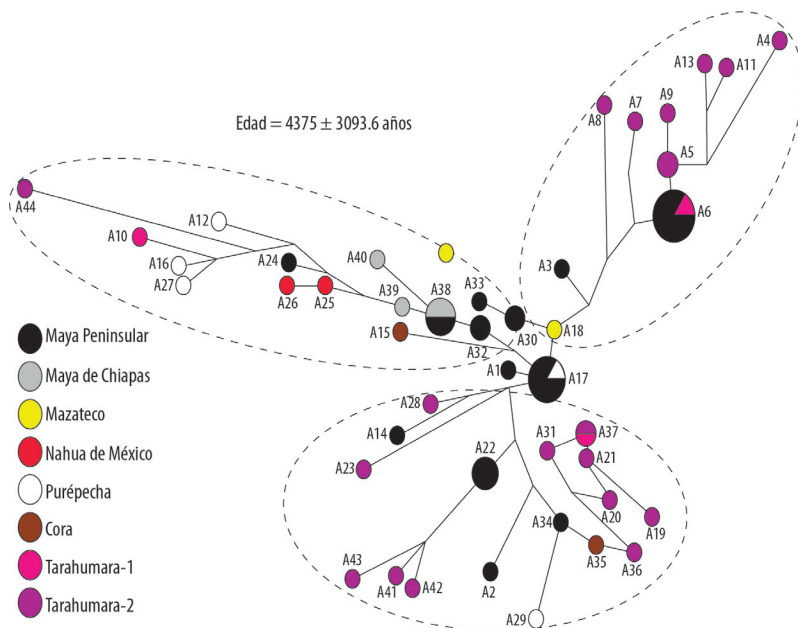 A4
A13
A11
A9
A7
A8
Edad = 4375 ± 3093.6 años
A5
A44
A12
A6
A10
A24
A40
A3
A16
A33
A27
A39
A38
A26
A25
A18
A30
A15
A32
Maya Peninsular
A1
A17
Maya de Chiapas
A28
Mazateco
A14
A22
A31
A37
Nahua de México
A23
A21
Purépecha
A20
A19
Cora
A34
A43
A35
A36
Tarahumara-1
A41
A42
A2
Tarahumara-2
A29